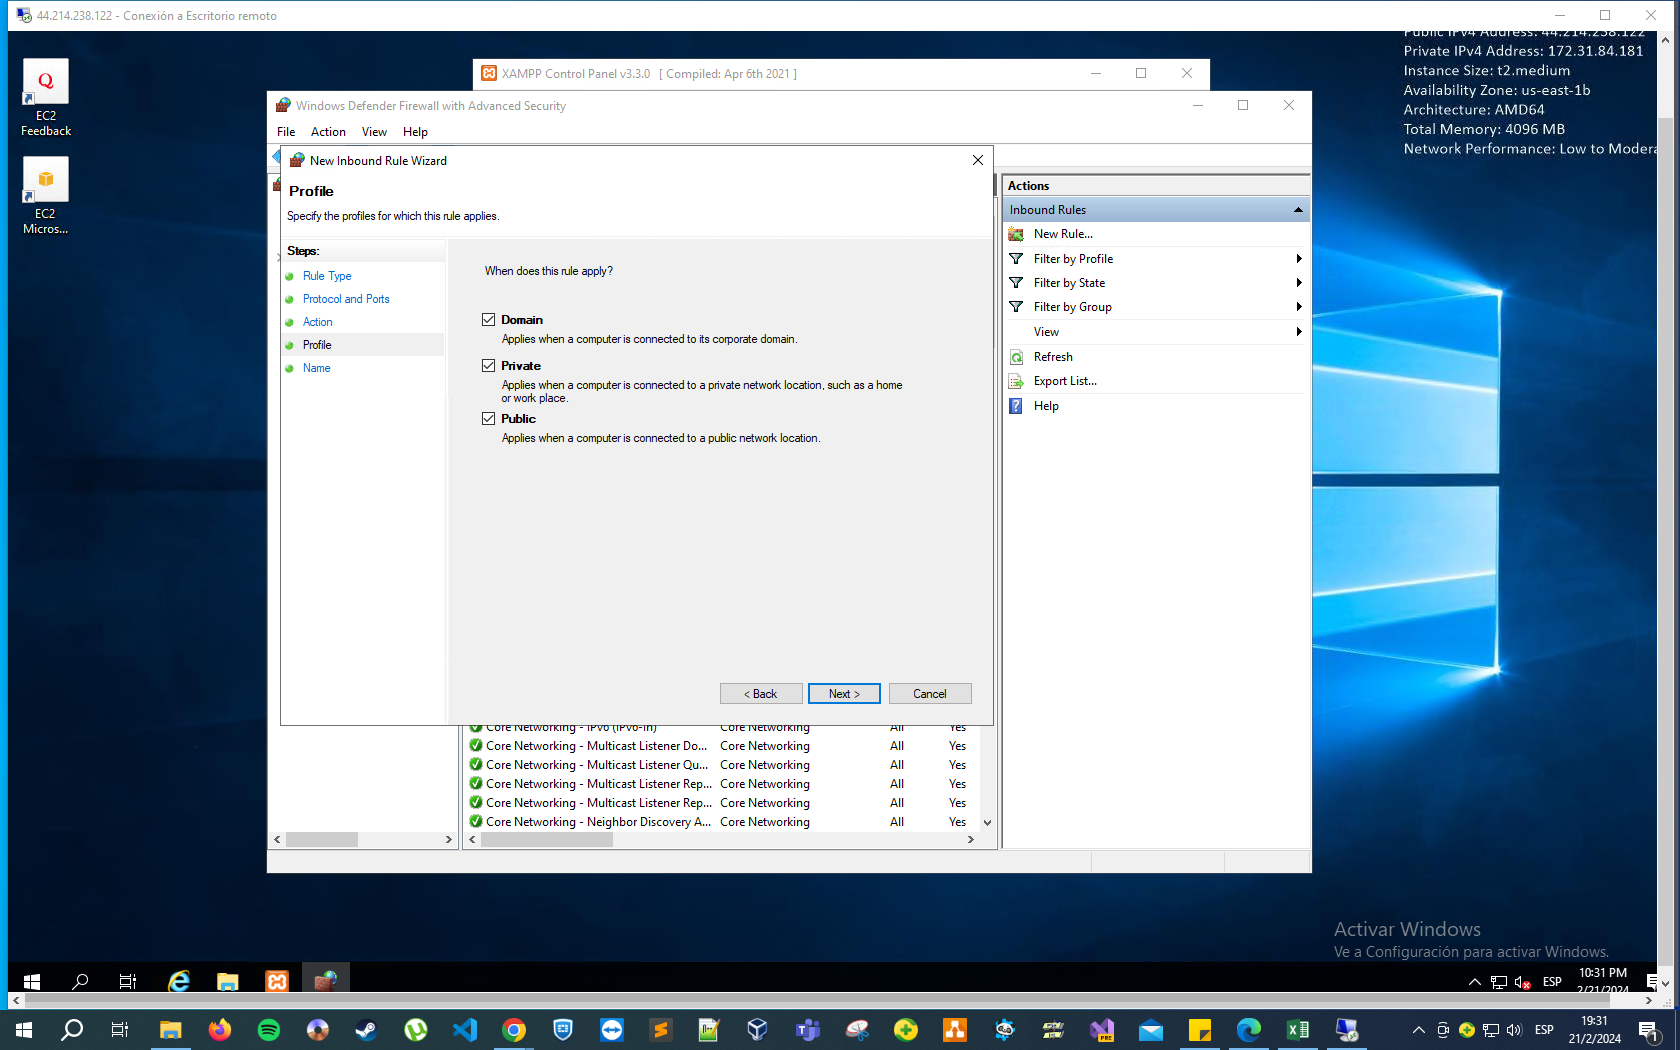 44.214.238.122 - Conexión a Escritorio remoto
Public IPv4 Address: 44.214.238.122
Private IPv4 Address: 172.31.84.181
Instance Size: t2.medium
Availability Zone: us-east-1b
Architecture: AMD64
Total Memory: 4096 MB
Network Performance: Low to Modera
EC2
Feedback
EC2
Micros...
XAMPP Control Panel v3.3.0 [ Compiled: Apr 6th 2021 ]
Windows Defender Firewall with Advanced Security
File Action View Help
New Inbound Rule Wizard
Profile
Specify the profiles for which this rule applies.
Steps:
Rule Type
Protocol and Ports
Action
Profile
Name
When does this rule apply?
Domain
Applies when a computer is connected to its corporate domain.
Private
Applies when a computer is connected to a private network location, such as a home
or work place.
Public
Applies when a computer is connected to a public network location.
< Back Next > Cancel
Actions
Inbound Rules
New Rule...
Filter by Profile
Filter by State
Filter by Group
View
Refresh
Export List...
Help
Core Networking - IPv6 (IPv6-In) Core Networking All Yes
Core Networking - Multicast Listener Do... Core Networking All Yes
Core Networking - Multicast Listener Qu... Core Networking All Yes
Core Networking - Multicast Listener Rep... Core Networking All Yes
Core Networking - Multicast Listener Rep... Core Networking All Yes
Core Networking - Neighbor Discovery A... Core Networking All Yes
Activar Windows
Ve a Configuración para activar Windows.
ESP
10:31 PM
2/21/2024
ESP
19:31
21/2/2024
1
PRE